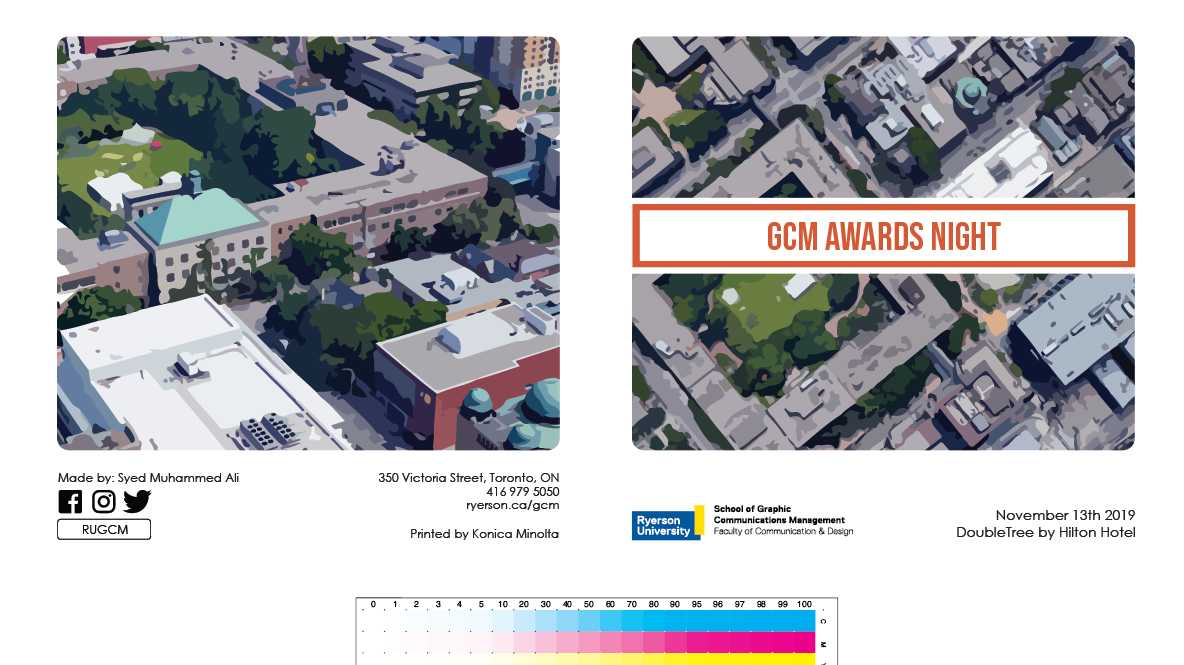 GCM AWARDS NIGHT
Made by: Syed Muhammed Ali
RUGCM
350 Victoria Street, Toronto, ON
416 979 5050
ryerson.ca/gcm
Printed by Konica Minolta
Ryerson
University
School of Graphic
Communications Management
Faculty of Communication & Design
November 13th 2019
DoubleTree by Hilton Hotel
0 1 2 3 4 5 10 20 30 40 50 60 70 80 90 95 96 97 98 99 100
C
M